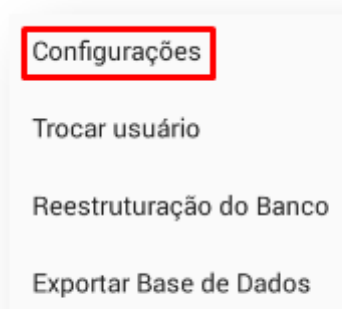 Configurações
Trocar usuário
Reestruturação do Banco
Exportar Base de Dados